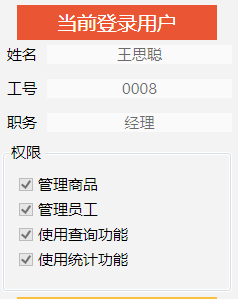 当前登录用户
姓名 王思聪
工号 0008
职务 经理
权限
管理商品
管理员工
使用查询功能
使用统计功能